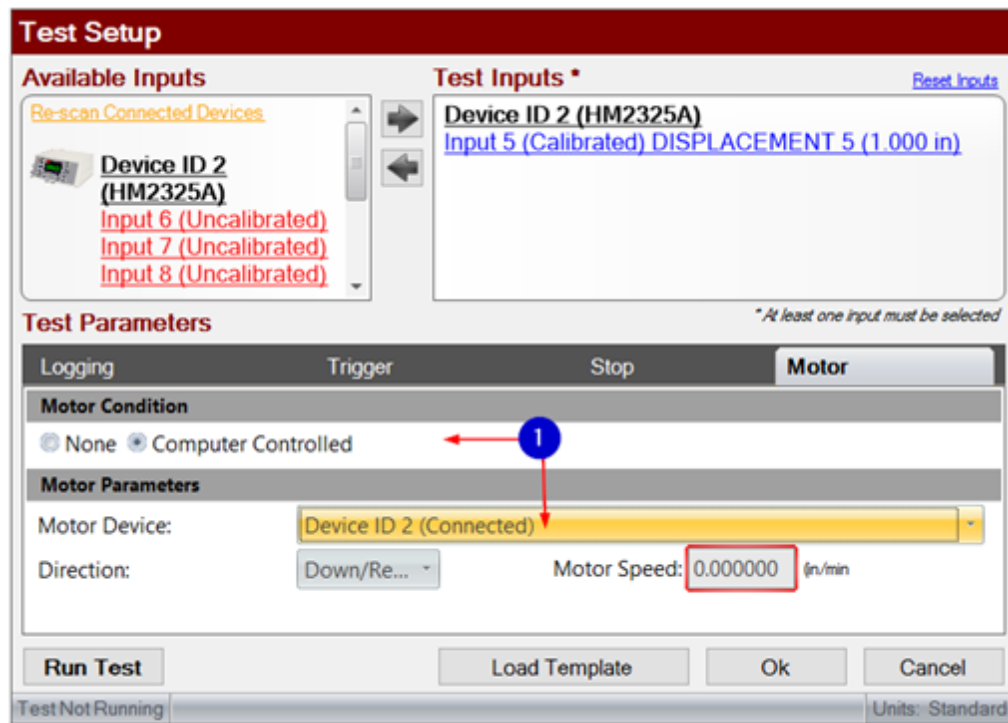 Test Setup
Available Inputs
Test Inputs *
Reset Inputs
Re-scan Connected Devices
Device ID 2
(HM2325A)
Input 6 (Uncalibrated)
Input 7 (Uncalibrated)
Input 8 (Uncalibrated)
Device ID 2 (HM2325A)
Input 5 (Calibrated) DISPLACEMENT 5 (1.000 in)
* At least one input must be selected
Test Parameters
Logging Trigger Stop Motor
Motor Condition
None Computer Controlled
1
Motor Parameters
Motor Device: Device ID 2 (Connected)
Direction: Down/Re... Motor Speed: 0.000000 (in/min
Run Test Load Template Ok Cancel
Test Not Running Units: Standard